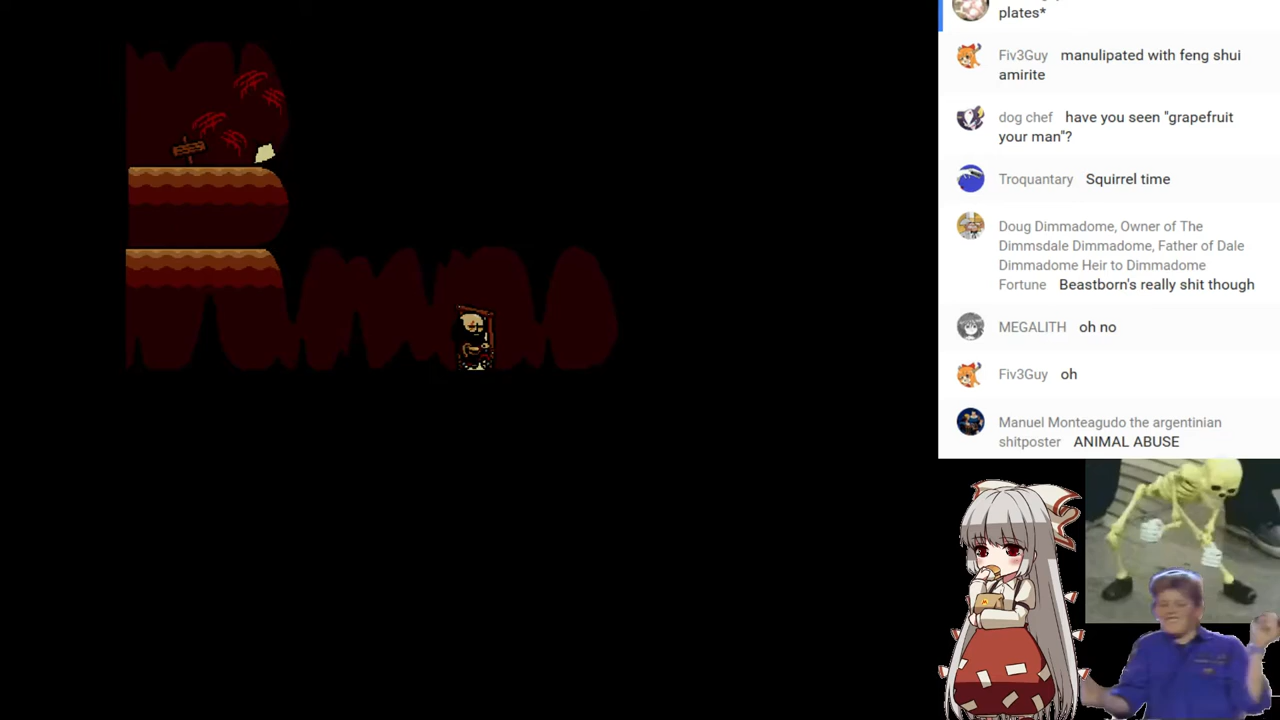 plates*
Fiv3Guy manulipated with feng shui
amirite
dog chef have you seen "grapefruit
your man"?
Troquantary Squirrel time
Doug Dimmadome, Owner of The
Dimmsdale Dimmadome, Father of Dale
Dimmadome Heir to Dimmadome
Fortune Beastborn's really shit though
MEGALITH oh no
Fiv3Guy oh
Manuel Monteagudo the argentinian
shitposter ANIMAL ABUSE